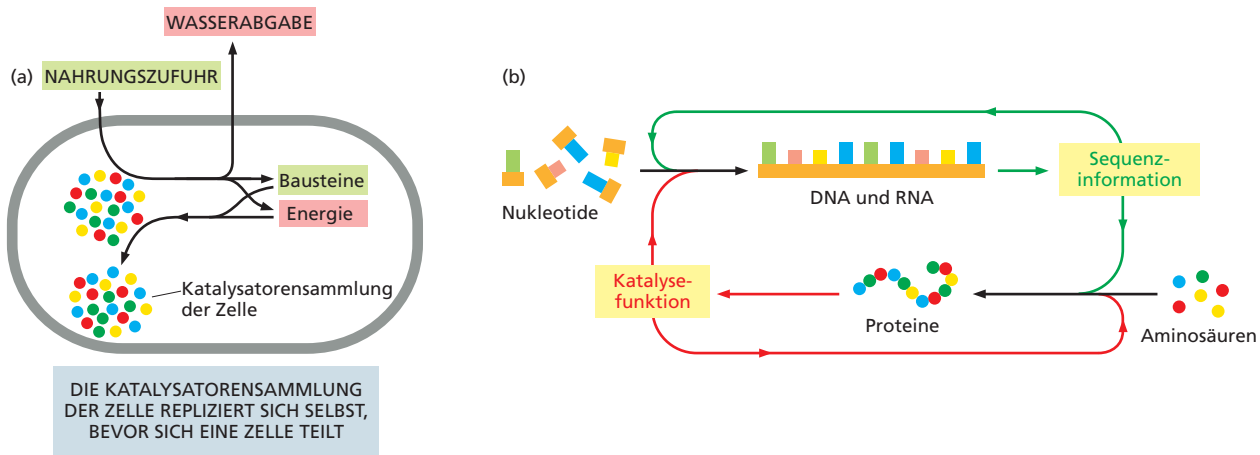 (a)
WASSERABGABE
NAHRUNGSZUFUHR
Bausteine
Energie
Katalysatorensammlung
der Zelle
DIE KATALYSATORENSAMMLUNG
DER ZELLE REPLIZIERT SICH SELBST,
BEVOR SICH EINE ZELLE TEILT
(b)
Nukleotide
DNA und RNA
Sequenz-
information
Katalyse-
funktion
Proteine
Aminosäuren